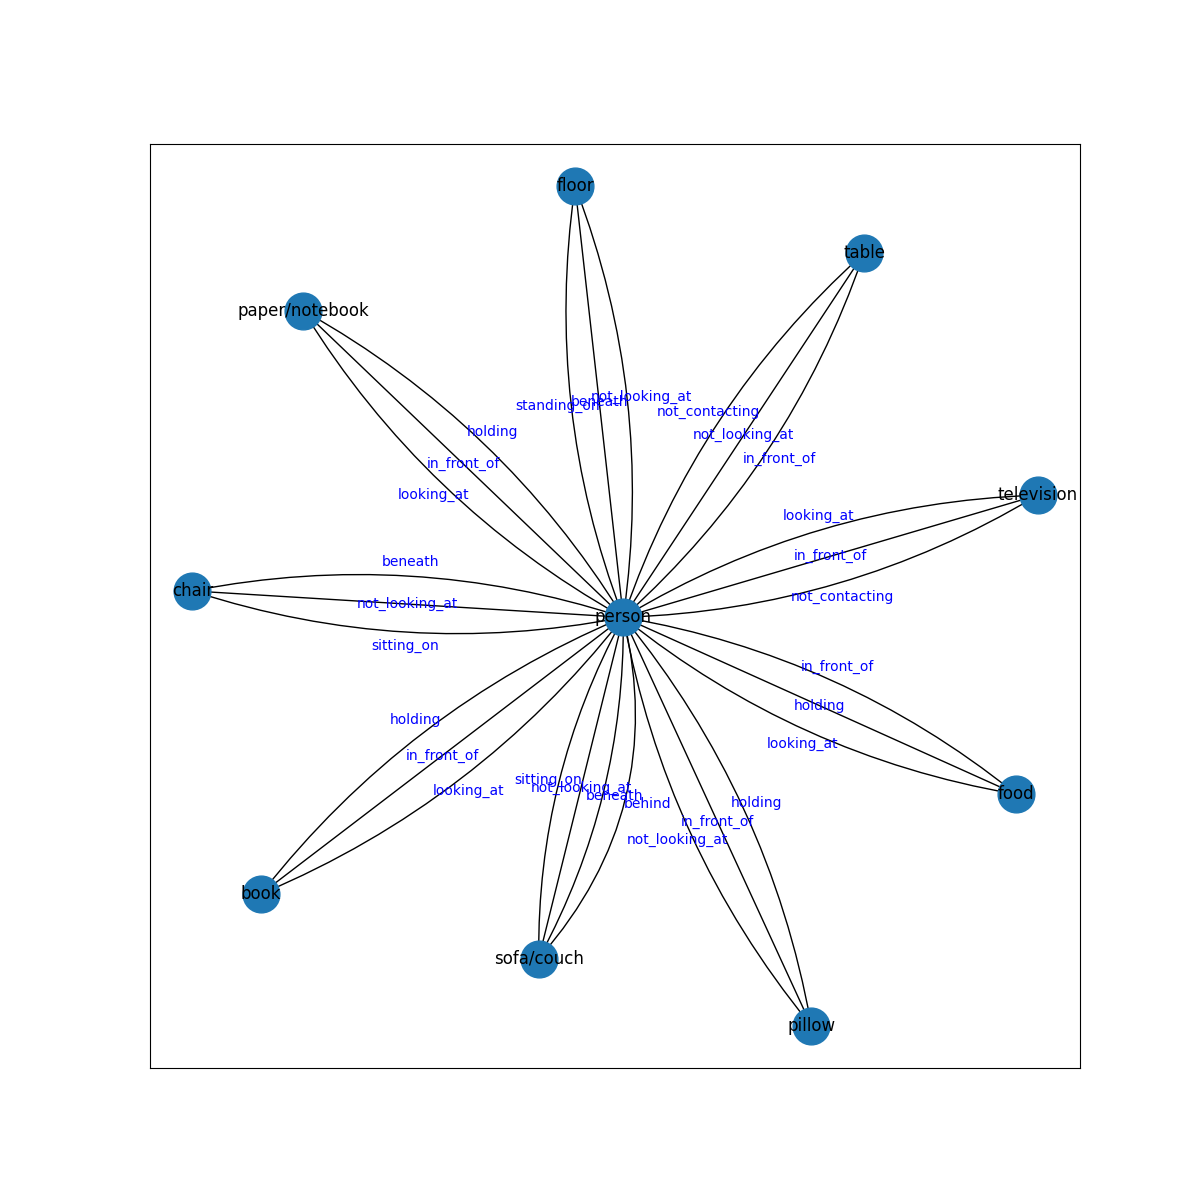 floor
table
paper/notebook
not_looking_at
beneath
standing_on
not_contacting
holding
not_looking_at
in_front_of
in_front_of
looking_at
television
looking_at
in_front_of
beneath
chair
not_looking_at
not_contacting
person
sitting_on
in_front_of
holding
holding
looking_at
in_front_of
sitting_on
not_looking_at
looking_at
beneath
behind
holding
food
in_front_of
not_looking_at
book
sofa/couch
pillow